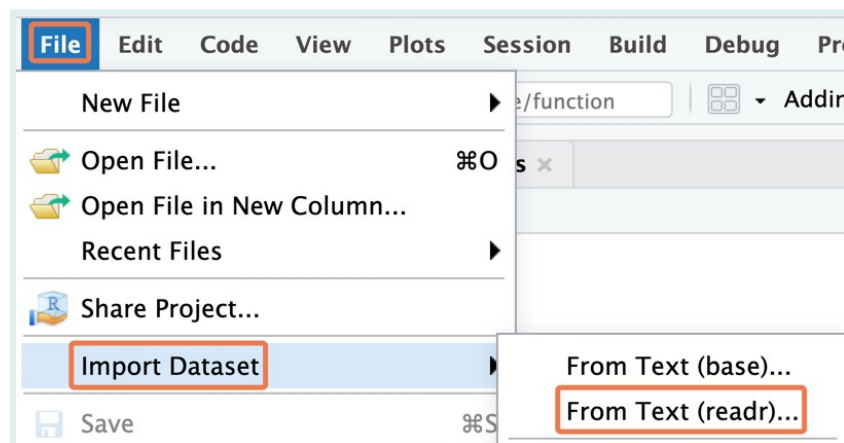 File Edit Code View Plots Session Build Debug
New File
e/function
Addin
Open File... ⌘O
s ×
Open File in New Column...
Recent Files
Share Project...
Import Dataset
From Text (base)...
From Text (readr)...
Save ⌘S